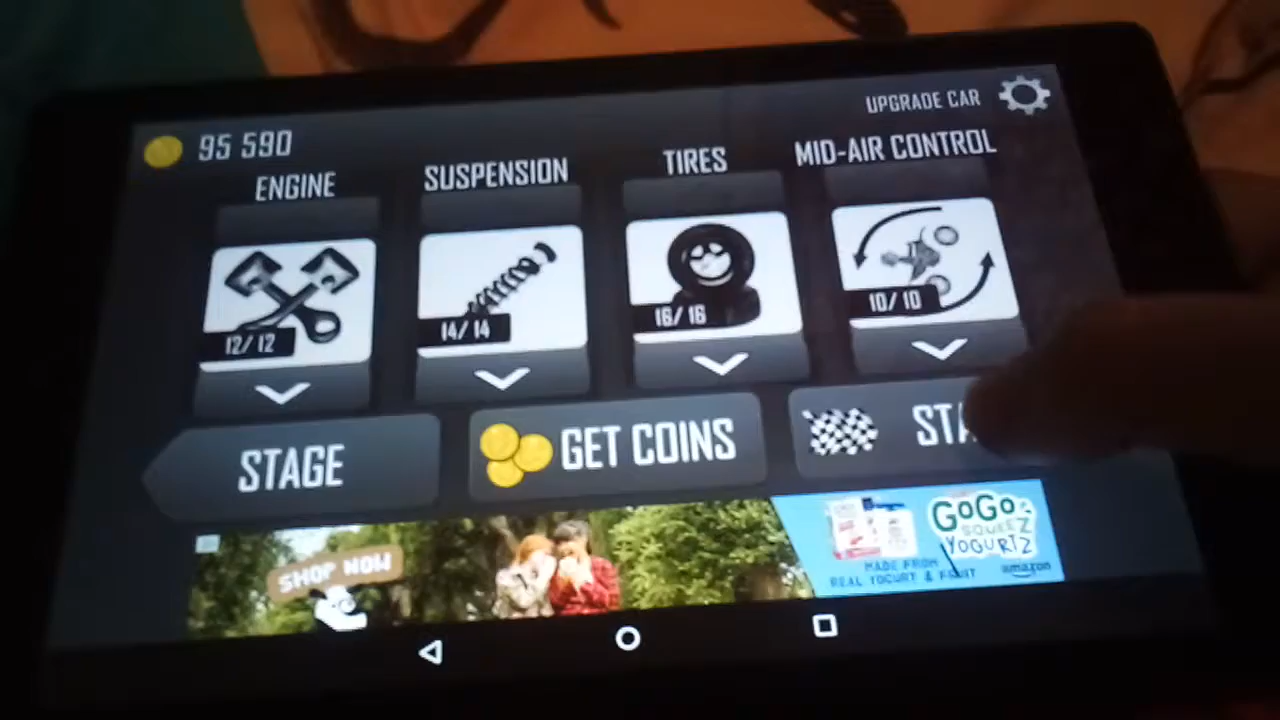 95 590
UPGRADE CAR
ENGINE
SUSPENSION
TIRES
MID-AIR CONTROL
12/12
14/14
16/16
10/10
STAGE
GET COINS
STA
SHOP NOW
GOGO
SQUEEZ
YOGURTZ
MADE FROM
REAL YOGURT & FRUIT
amazon